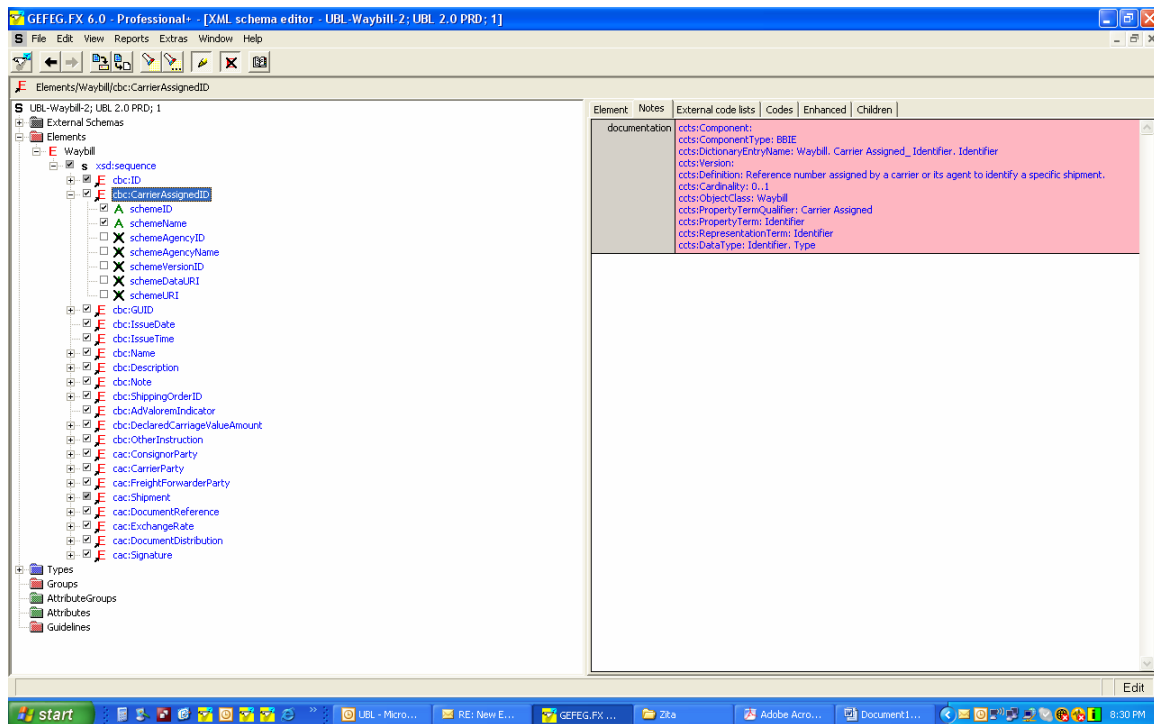 GEFEG.FX 6.0 - Professional+ - [XML schema editor - UBL-Waybill-2; UBL 2.0 PRD; 1]
S File Edit View Reports Extras Window Help
Elements/Waybill/cbc:CarrierAssignedID
S UBL-Waybill-2; UBL 2.0 PRD; 1
External Schemas
Elements
E Waybill
s xsd:sequence
E cbc:ID
E cbc:CarrierAssignedID
A schemeID
A schemeName
schemeAgencyID
schemeAgencyName
schemeVersionID
schemeDataURI
schemeURI
E cbc:GUID
E cbc:IssueDate
E cbc:IssueTime
E cbc:Name
E cbc:Description
E cbc:Note
E cbc:ShippingOrderID
E cbc:AdValoremIndicator
E cbc:DeclaredCarriageValueAmount
E cbc:OtherInstruction
E cac:ConsignorParty
E cac:CarrierParty
E cac:FreightForwarderParty
E cac:Shipment
E cac:DocumentReference
E cac:ExchangeRate
E cac:DocumentDistribution
E cac:Signature
Types
Groups
AttributeGroups
Attributes
Guidelines
Element Notes External code lists Codes Enhanced Children
documentation
ccts:Component:
ccts:ComponentType: BBIE
ccts:DictionaryEntryName: Waybill. Carrier Assigned_ Identifier. Identifier
ccts:Version:
ccts:Definition: Reference number assigned by a carrier or its agent to identify a specific shipment.
ccts:Cardinality: 0..1
ccts:ObjectClass: Waybill
ccts:PropertyTermQualifier: Carrier Assigned
ccts:PropertyTerm: Identifier
ccts:RepresentationTerm: Identifier
ccts:DataType: Identifier. Type
Edit
start UBL - Micro... RE: New E... GEFEG.FX ... Zita Adobe Acro... Document1... 8:30 PM